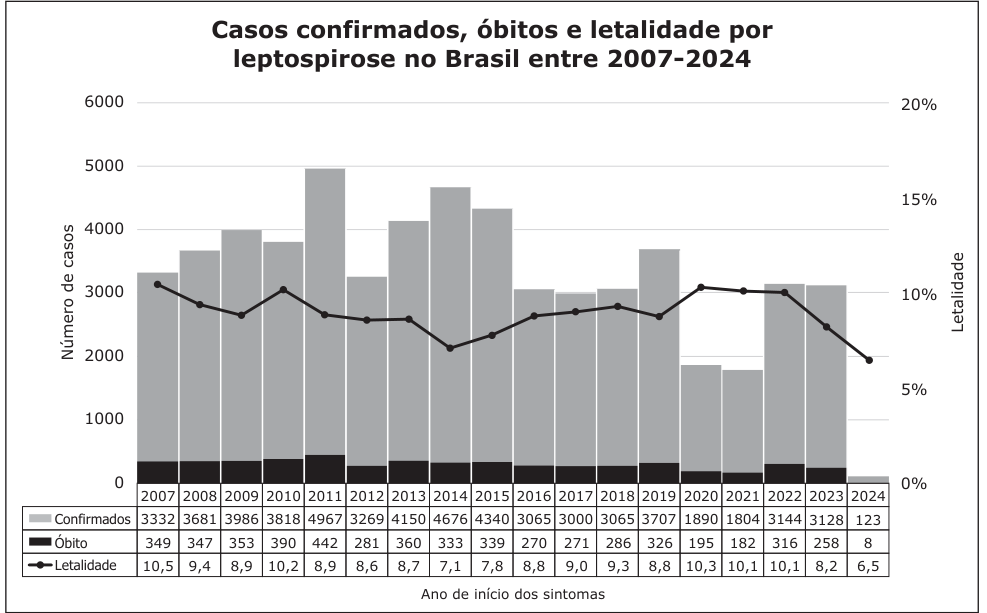 Casos confirmados, óbitos e letalidade por
leptospirose no Brasil entre 2007-2024
6000
5000
4000
3000
2000
1000
0
Número de casos
20%
15%
10%
5%
0%
Letalidade
2007 2008 2009 2010 2011 2012 2013 2014 2015 2016 2017 2018 2019 2020 2021 2022 2023 2024
Confirmados 3332 3681 3986 3818 4967 3269 4150 4676 4340 3065 3000 3065 3707 1890 1804 3144 3128 123
Óbito 349 347 353 390 442 281 360 333 339 270 271 286 326 195 182 316 258 8
Letalidade 10,5 9,4 8,9 10,2 8,9 8,6 8,7 7,1 7,8 8,8 9,0 9,3 8,8 10,3 10,1 10,1 8,2 6,5
Ano de início dos sintomas